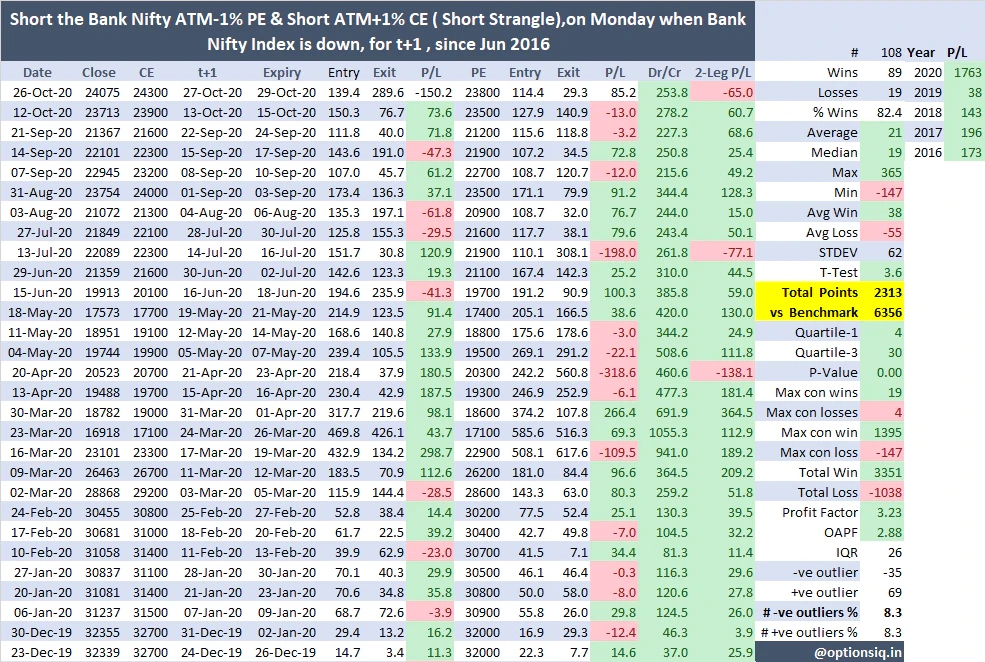 Short the Bank Nifty ATM-1% PE & Short ATM+1% CE ( Short Strangle),on Monday when Bank
Nifty Index is down, for t+1 , since Jun 2016
# 108 Year P/L
Date Close CE t+1 Expiry Entry Exit P/L PE Entry Exit P/L Dr/Cr 2-Leg P/L Wins 89 2020 1763
26-Oct-20 24075 24300 27-Oct-20 29-Oct-20 139.4 289.6 -150.2 23800 114.4 29.3 85.2 253.8 -65.0 Losses 19 2019 38
12-Oct-20 23713 23900 13-Oct-20 15-Oct-20 150.3 76.7 73.6 23500 127.9 140.9 -13.0 278.2 60.7 % Wins 82.4 2018 143
21-Sep-20 21367 21600 22-Sep-20 24-Sep-20 111.8 40.0 71.8 21200 115.6 118.8 -3.2 227.3 68.6 Average 21 2017 196
14-Sep-20 22101 22300 15-Sep-20 17-Sep-20 143.6 191.0 -47.3 21900 107.2 34.5 72.8 250.8 25.4 Median 19 2016 173
07-Sep-20 22945 23200 08-Sep-20 10-Sep-20 107.0 45.7 61.2 22700 108.7 120.7 -12.0 215.6 49.2 Max 365
31-Aug-20 23754 24000 01-Sep-20 03-Sep-20 173.4 136.3 37.1 23500 171.1 79.9 91.2 344.4 128.3 Min -147
03-Aug-20 21072 21300 04-Aug-20 06-Aug-20 135.3 197.1 -61.8 20900 108.7 32.0 76.7 244.0 15.0 Avg Win 38
27-Jul-20 21849 22100 28-Jul-20 30-Jul-20 125.8 155.3 -29.5 21600 117.7 38.1 79.6 243.4 50.1 Avg Loss -55
13-Jul-20 22089 22300 14-Jul-20 16-Jul-20 151.7 30.8 120.9 21900 110.1 308.1 -198.0 261.8 -77.1 STDEV 62
29-Jun-20 21359 21600 30-Jun-20 02-Jul-20 142.6 123.3 19.3 21100 167.4 142.3 25.2 310.0 44.5 T-Test 3.6
15-Jun-20 19913 20100 16-Jun-20 18-Jun-20 194.6 235.9 -41.3 19700 191.2 90.9 100.3 385.8 59.0 Total Points 2313
18-May-20 17573 17700 19-May-20 21-May-20 214.9 123.5 91.4 17400 205.1 166.5 38.6 420.0 130.0 vs Benchmark 6356
11-May-20 18951 19100 12-May-20 14-May-20 168.6 140.8 27.9 18800 175.6 178.6 -3.0 344.2 24.9 Quartile-1 4
04-May-20 19744 19900 05-May-20 07-May-20 239.4 105.5 133.9 19500 269.1 291.2 -22.1 508.6 111.8 Quartile-3 30
20-Apr-20 20523 20700 21-Apr-20 23-Apr-20 218.4 37.9 180.5 20300 242.2 560.8 -318.6 460.6 -138.1 P-Value 0.00
13-Apr-20 19488 19700 15-Apr-20 16-Apr-20 230.4 42.9 187.5 19300 246.9 252.9 -6.1 477.3 181.4 Max con wins 19
30-Mar-20 18782 19000 31-Mar-20 01-Apr-20 317.7 219.6 98.1 18600 374.2 107.8 266.4 691.9 364.5 Max con losses 4
23-Mar-20 16918 17100 24-Mar-20 26-Mar-20 469.8 426.1 43.7 17100 585.6 516.3 69.3 1055.3 112.9 Max con win 1395
16-Mar-20 23101 23300 17-Mar-20 19-Mar-20 432.9 134.2 298.7 22900 508.1 617.6 -109.5 941.0 189.2 Max con loss -147
09-Mar-20 26463 26700 11-Mar-20 12-Mar-20 183.5 70.9 112.6 26200 181.0 84.4 96.6 364.5 209.2 Total Win 3351
02-Mar-20 28868 29200 03-Mar-20 05-Mar-20 115.9 144.4 -28.5 28600 143.3 63.0 80.3 259.2 51.8 Total Loss -1038
24-Feb-20 30455 30800 25-Feb-20 27-Feb-20 52.8 38.4 14.4 30200 77.5 52.4 25.1 130.3 39.5 Profit Factor 3.23
17-Feb-20 30681 31000 18-Feb-20 20-Feb-20 61.7 22.5 39.2 30400 42.7 49.8 -7.0 104.5 32.2 OAPF 2.88
10-Feb-20 31058 31400 11-Feb-20 13-Feb-20 39.9 62.9 -23.0 30700 41.5 7.1 34.4 81.3 11.4 IQR 26
27-Jan-20 30837 31100 28-Jan-20 30-Jan-20 70.1 40.3 29.9 30500 46.1 46.4 -0.3 116.3 29.6 -ve outlier -35
20-Jan-20 31081 31400 21-Jan-20 23-Jan-20 70.6 34.8 35.8 30800 50.0 58.0 -8.0 120.6 27.8 +ve outlier 69
06-Jan-20 31237 31500 07-Jan-20 09-Jan-20 68.7 72.6 -3.9 30900 55.8 26.0 29.8 124.5 26.0 # -ve outliers % 8.3
30-Dec-19 32355 32700 31-Dec-19 02-Jan-20 29.4 13.2 16.2 32000 16.9 29.3 -12.4 46.3 3.9 # +ve outliers % 8.3
23-Dec-19 32339 32700 24-Dec-19 26-Dec-19 14.7 3.4 11.3 32000 22.3 7.7 14.6 37.0 25.9 @optionsiq.in